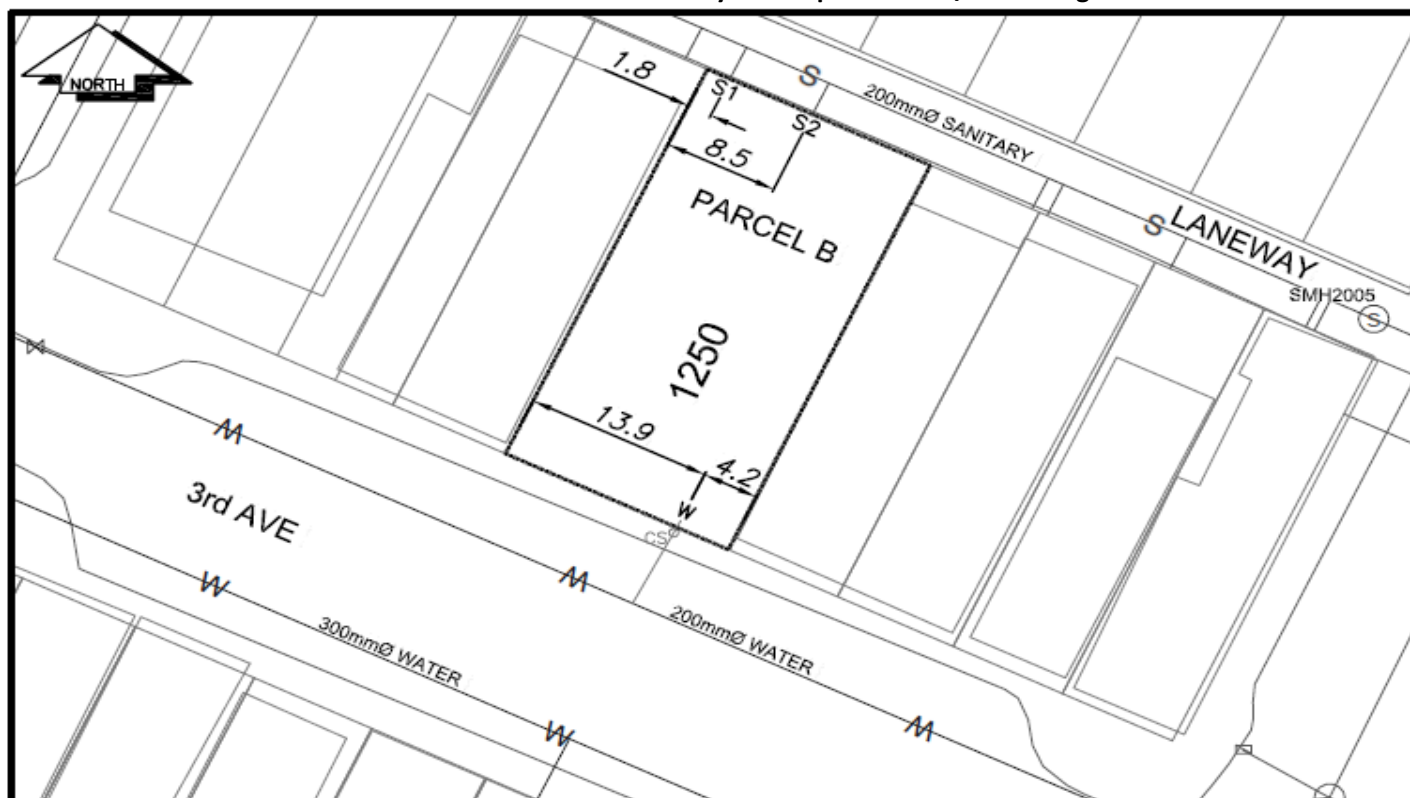 NORTH
1.8
S1
S
200mmØ SANITARY
S2
8.5
PARCEL B
S
LANEWAY
SMH2005
S
1250
13.9
4.2
W
CS
W
3rd AVE
W
W
200mmØ WATER
300mmØ WATER
W
W